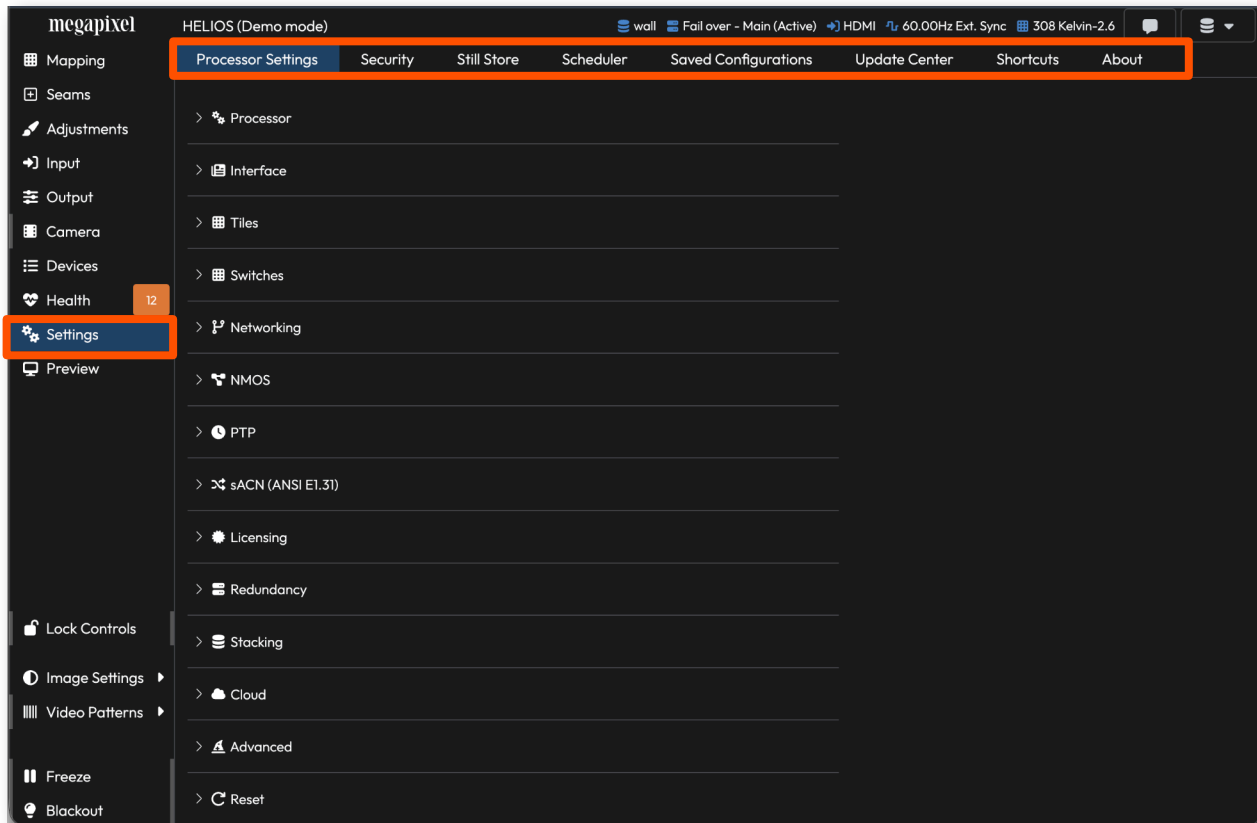 megapixel
HELIOS (Demo mode)
wall Fail over - Main (Active) HDMI 60.00Hz Ext. Sync 308 Kelvin-2.6
Mapping
Seams
Adjustments
Input
Output
Camera
Devices
Health 12
Settings
Preview
Lock Controls
Image Settings
Video Patterns
Freeze
Blackout
Processor Settings Security Still Store Scheduler Saved Configurations Update Center Shortcuts About
Processor
Interface
Tiles
Switches
Networking
NMOS
PTP
sACN (ANSI E1.31)
Licensing
Redundancy
Stacking
Cloud
Advanced
Reset